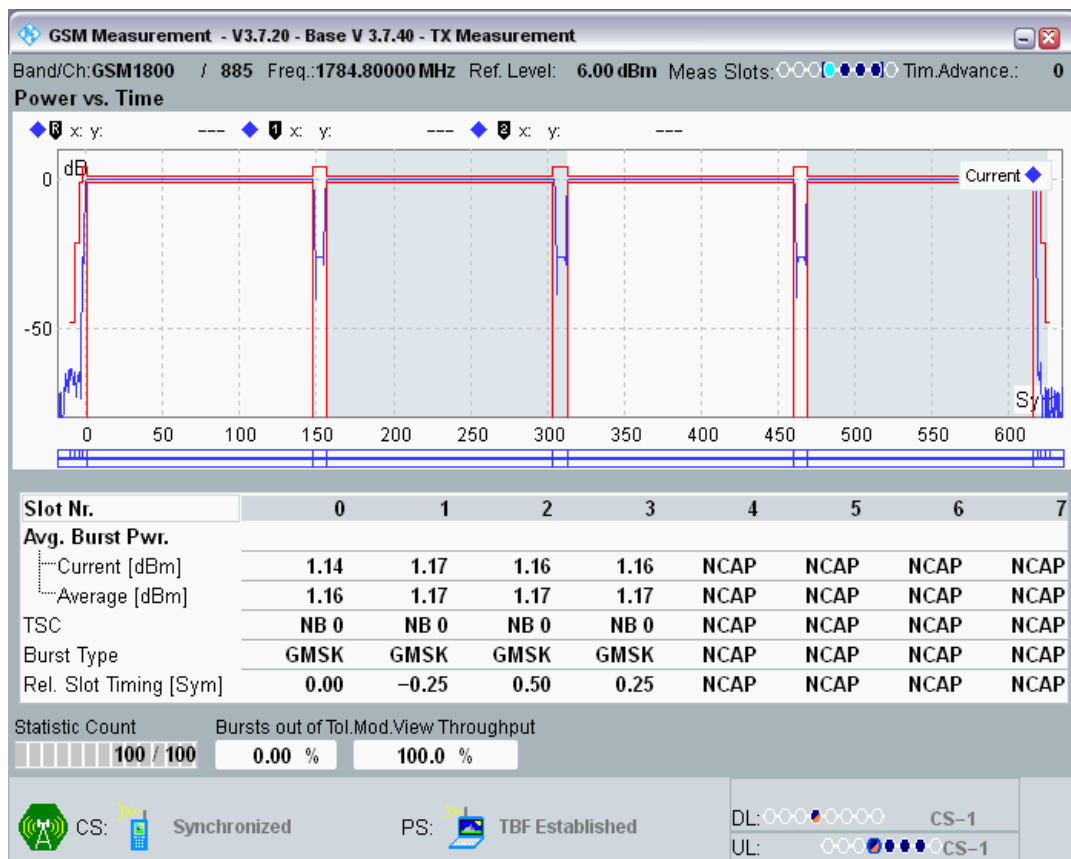 GSM Measurement - V3.7.20 - Base V 3.7.40 - TX Measurement
Band/Ch:GSM1800 / 885 Freq.:1784.80000 MHz Ref. Level: 6.00 dBm Meas Slots: Tim.Advance.: 0
Power vs. Time
R x: y: --- 1 x: y: --- 2 x: y: ---
dB
Current
0
-50
Sy
0 50 100 150 200 250 300 350 400 450 500 550 600
Slot Nr. 0 1 2 3 4 5 6 7
Avg. Burst Pwr.
Current [dBm] 1.14 1.17 1.16 1.16 NCAP NCAP NCAP NCAP
Average [dBm] 1.16 1.17 1.17 1.17 NCAP NCAP NCAP NCAP
TSC NB 0 NB 0 NB 0 NB 0 NCAP NCAP NCAP NCAP
Burst Type GMSK GMSK GMSK GMSK NCAP NCAP NCAP NCAP
Rel. Slot Timing [Sym] 0.00 −0.25 0.50 0.25 NCAP NCAP NCAP NCAP
Statistic Count Bursts out of Tol.Mod.View Throughput
100 / 100 0.00 % 100.0 %
CS: Synchronized PS: TBF Established DL: CS−1
UL: CS−1